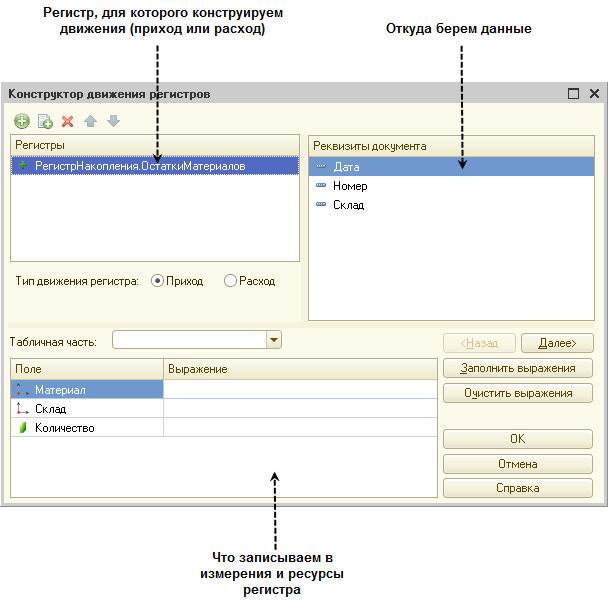 Регистр, для которого конструируем
движения (приход или расход)
Откуда берем данные
Конструктор движения регистров
Регистры
РегистрНакопления.ОстаткиМатериалов
Реквизиты документа
Дата
Номер
Склад
Тип движения регистра:
Приход
Расход
Табличная часть:
<Назад
Далее>
Поле
Выражение
Материал
Склад
Количество
Заполнить выражения
Очистить выражения
OK
Отмена
Справка
Что записываем в
измерения и ресурсы
регистра